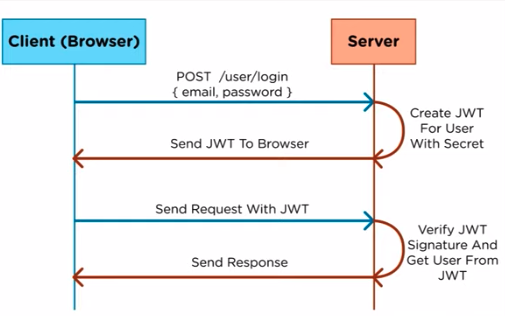 Client (Browser)
Server
POST /user/login
{ email, password }
Create JWT
For User
With Secret
Send JWT To Browser
Send Request With JWT
Verify JWT
Signature And
Get User From
JWT
Send Response